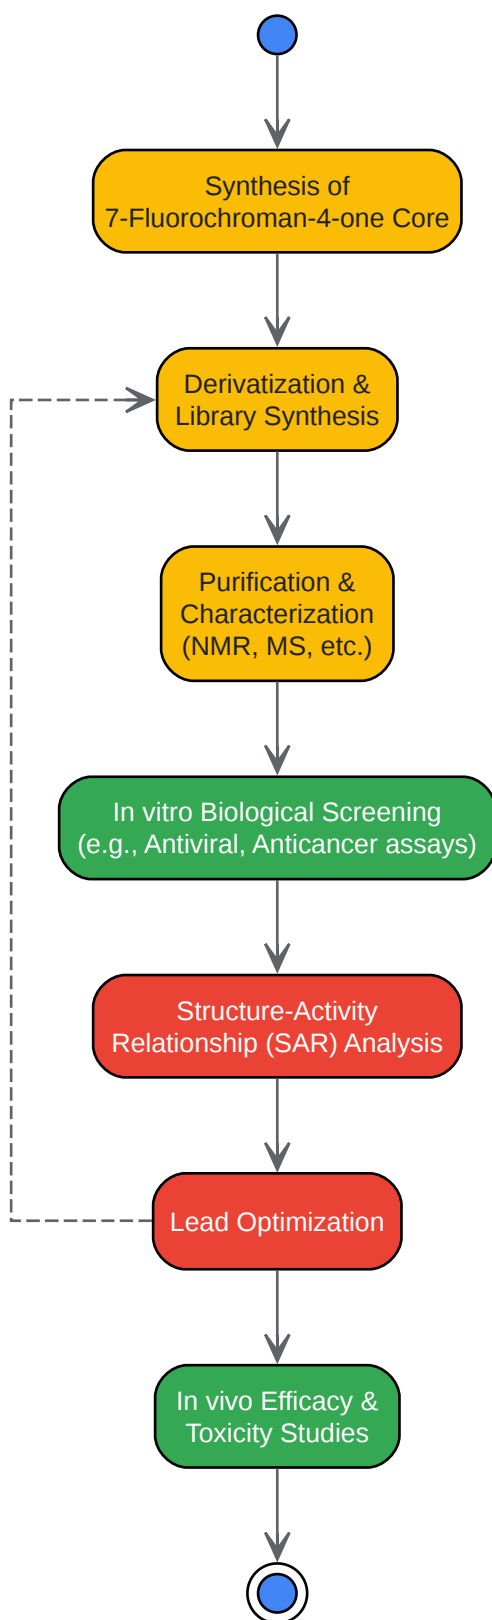 Synthesis of
7-Fluorochroman-4-one Core
Derivatization &
Library Synthesis
Purification &
Characterization
(NMR, MS, etc.)
In vitro Biological Screening
(e.g., Antiviral, Anticancer assays)
Structure-Activity
Relationship (SAR) Analysis
Lead Optimization
In vivo Efficacy &
Toxicity Studies